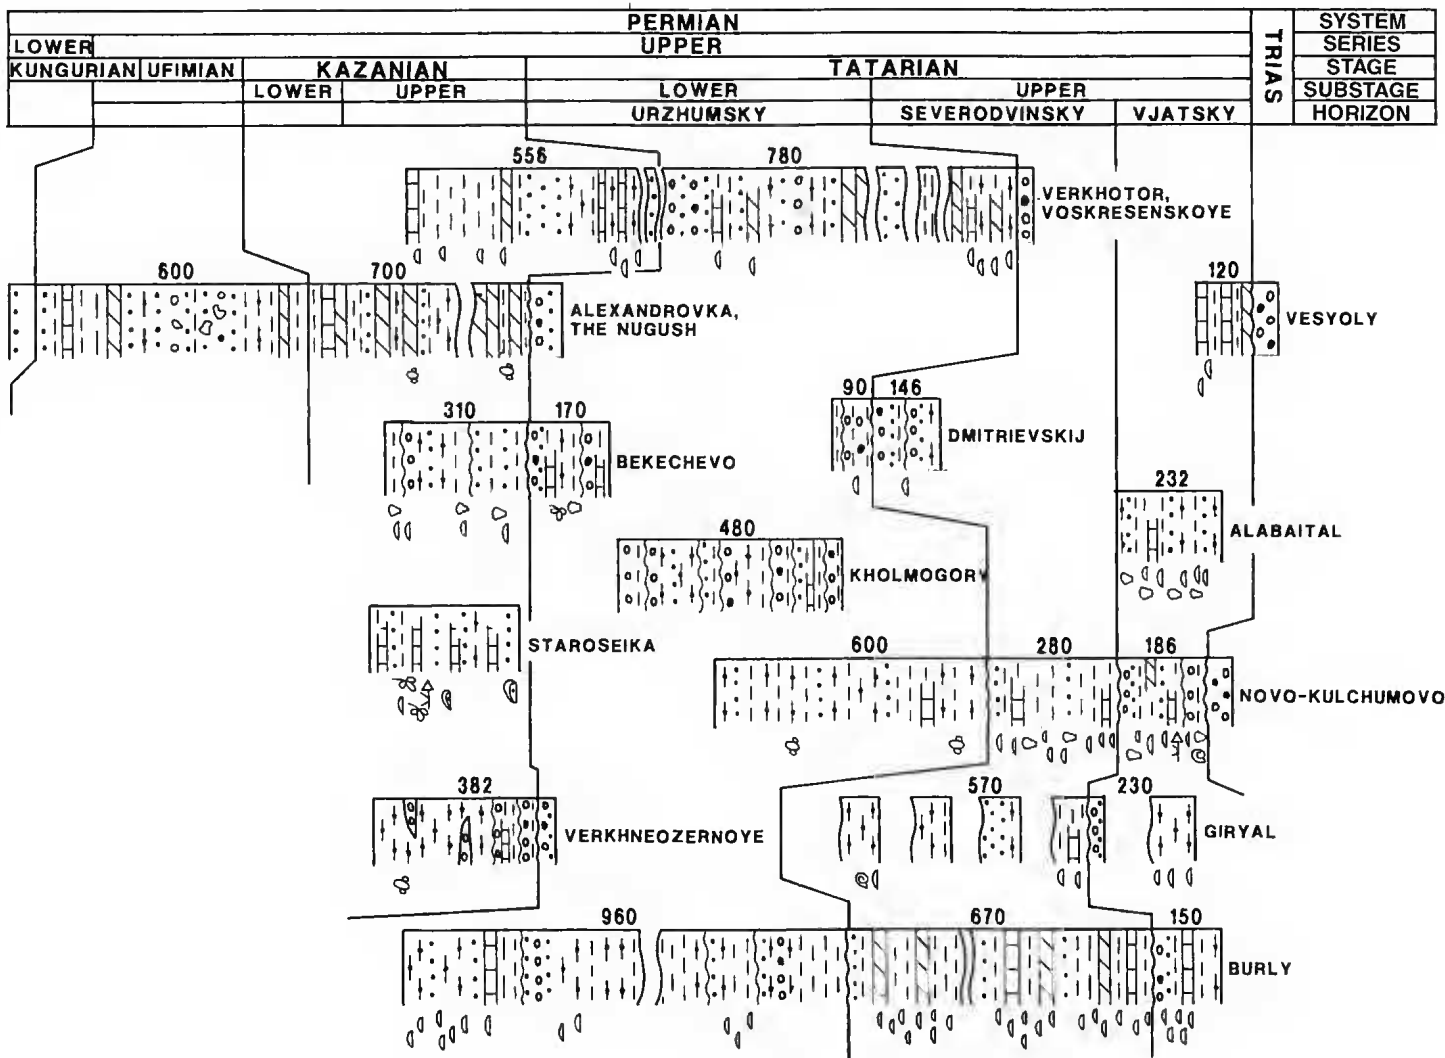 PERMIAN
TRIAS
SYSTEM
LOWER
UPPER
SERIES
KUNGURIAN
UFIMIAN
KAZANIAN
TATARIAN
STAGE
LOWER
UPPER
LOWER
UPPER
SUBSTAGE
URZHUMSKY
SEVERODVINSKY
VJATSKY
HORIZON
556
780
VERKHOTOR,
VOSKRESENSKOYE
600
700
ALEXANDROVKA,
THE NUGUSH
120
VESYOLY
90
146
DMITRIEVSKIJ
310
170
BEKECHEVO
232
ALABAITAL
480
KHOLMOGORY
STAROSEIKA
600
280
186
NOVO-KULCHUMOVO
382
VERKHNEOZERNOYE
570
230
GIRYAL
960
670
150
BURLY